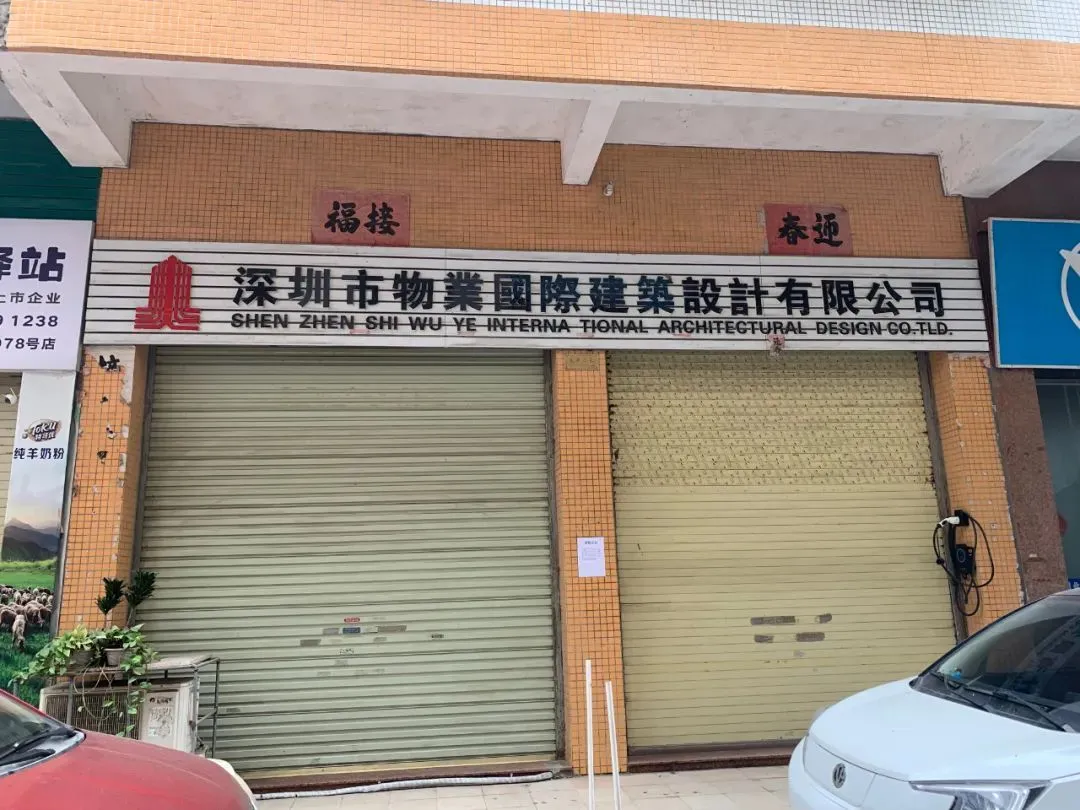 福接
春迎
驿站
上市企业
1238
978号店
深圳市物業國際建築設計有限公司
SHEN ZHEN SHI WU YE INTERNA TIONAL ARCHITECTURAL DESIGN CO.TLD.
纯羊奶粉